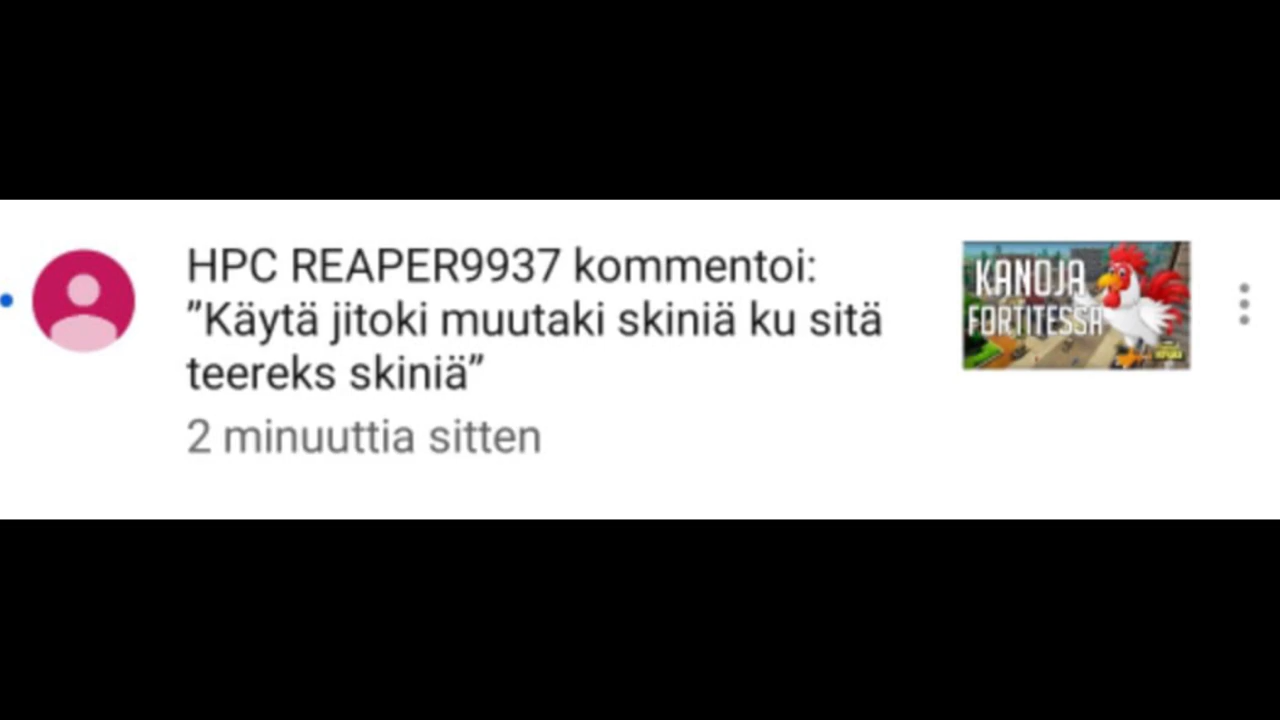 HPC REAPER9937 kommentoi:
”Käytä jitoki muutaki skiniä ku sitä
teereks skiniä”
2 minuuttia sitten
KANOJA
FORTITESSA